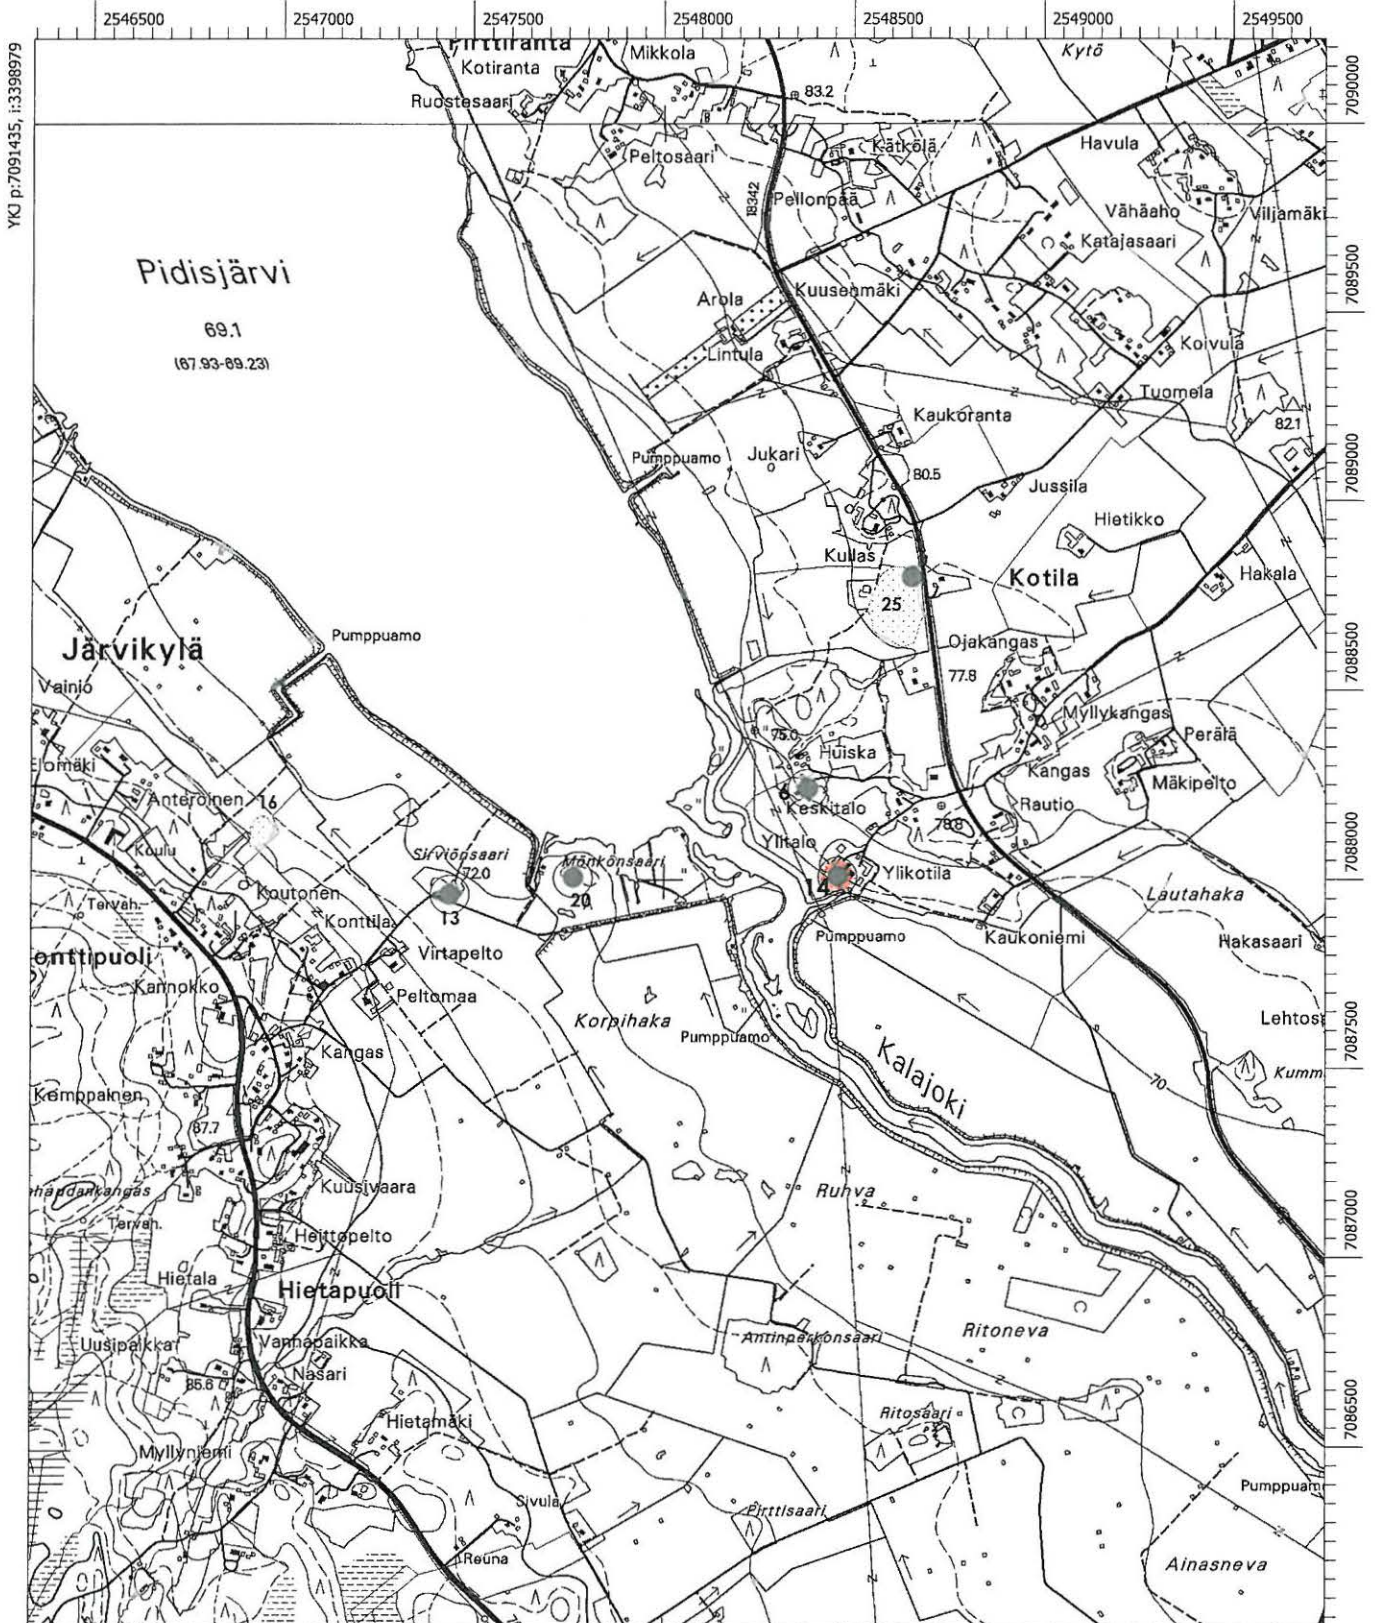 2546500
2547000
2547500
2548000
2548500
2549000
2549500
YKJ p:7091435, i:3398979
Pirttiranta
Mikkola
Kytö
Kotiranta
83.2
7090000
Ruostesaari
Peltosaari
Kätkölä
Havula
18342
Pellonpää
Vähäaho
Viljamäki
Katajasaari
Pidisjärvi
7089500
69.1
(67.93-69.23)
Arola
Kuusenmäki
Lintula
Koivula
Tuomela
Kaukoranta
82.1
Jukari
Pumppuamo
80.5
7089000
Jussila
Hietikko
Kullas
Kotila
Hakala
25
Järvikylä
Pumppuamo
Ojakangas
7088500
77.8
Vainio
Myllykangas
75.0
Huiska
Perälä
Kangas
Mäkipelto
Elomäki
Anteroinen
16
6
Keskitalo
Rautio
78.8
Koulu
Sirviönsaari
Mönkönsaari
Ylitalo
7088000
72.0
Ylikotila
14
Koutonen
20
Lautahaka
Tervah.
13
Konttila
Pumppuamo
Kaukoniemi
Hakasaari
onttipuoli
Virtapelto
Kannokko
Peltomaa
Korpihaka
Pumppuamo
Lehtos
7087500
Kangas
Kalajoki
Kumm
70
Kemppainen
87.7
Kuusivaara
Ruhva
7087000
Tervah.
Heittopelto
Hietala
Hietapuoli
Uusipaikka
Vanhapaikka
Antinperkonsaari
Ritoneva
Nasari
85.6
7086500
Hietamäki
Ritosaari
Myllyniemi
Pumppuam
Sivula
Pirttisaari
Reuna
Ainasneva